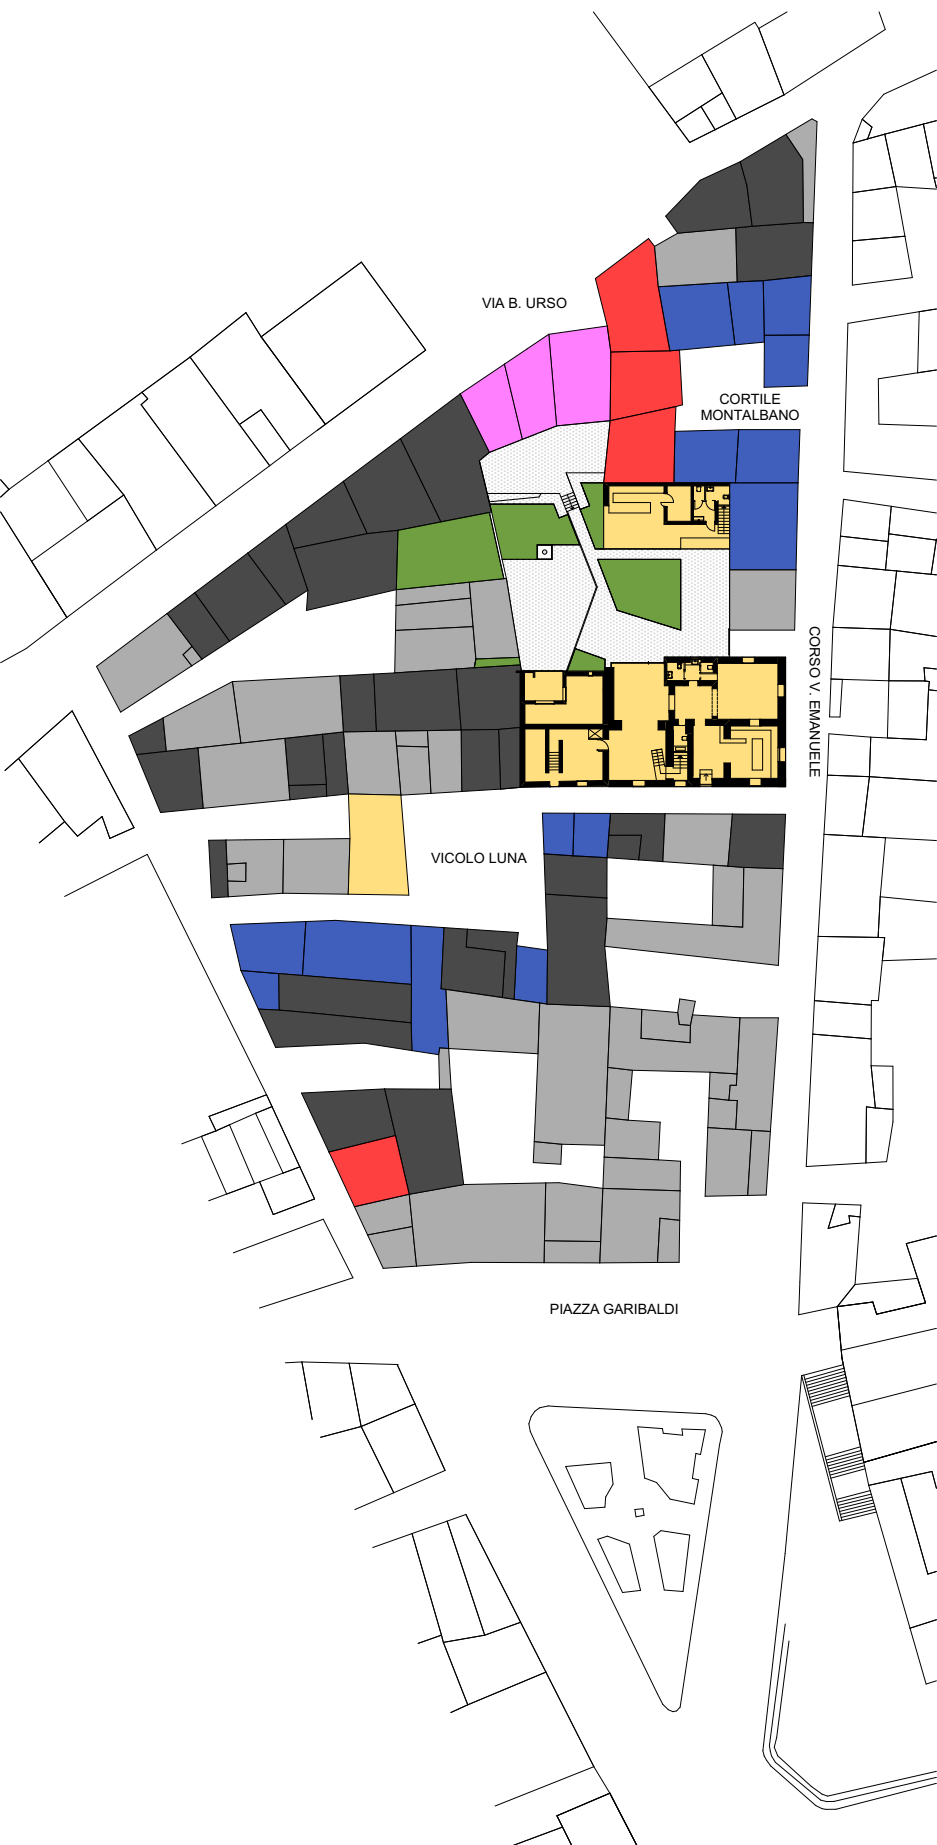 VIA B. URSO
CORTILE
MONTALBANO
CORSO V. EMANUELE
VICOLO LUNA
PIAZZA GARIBALDI